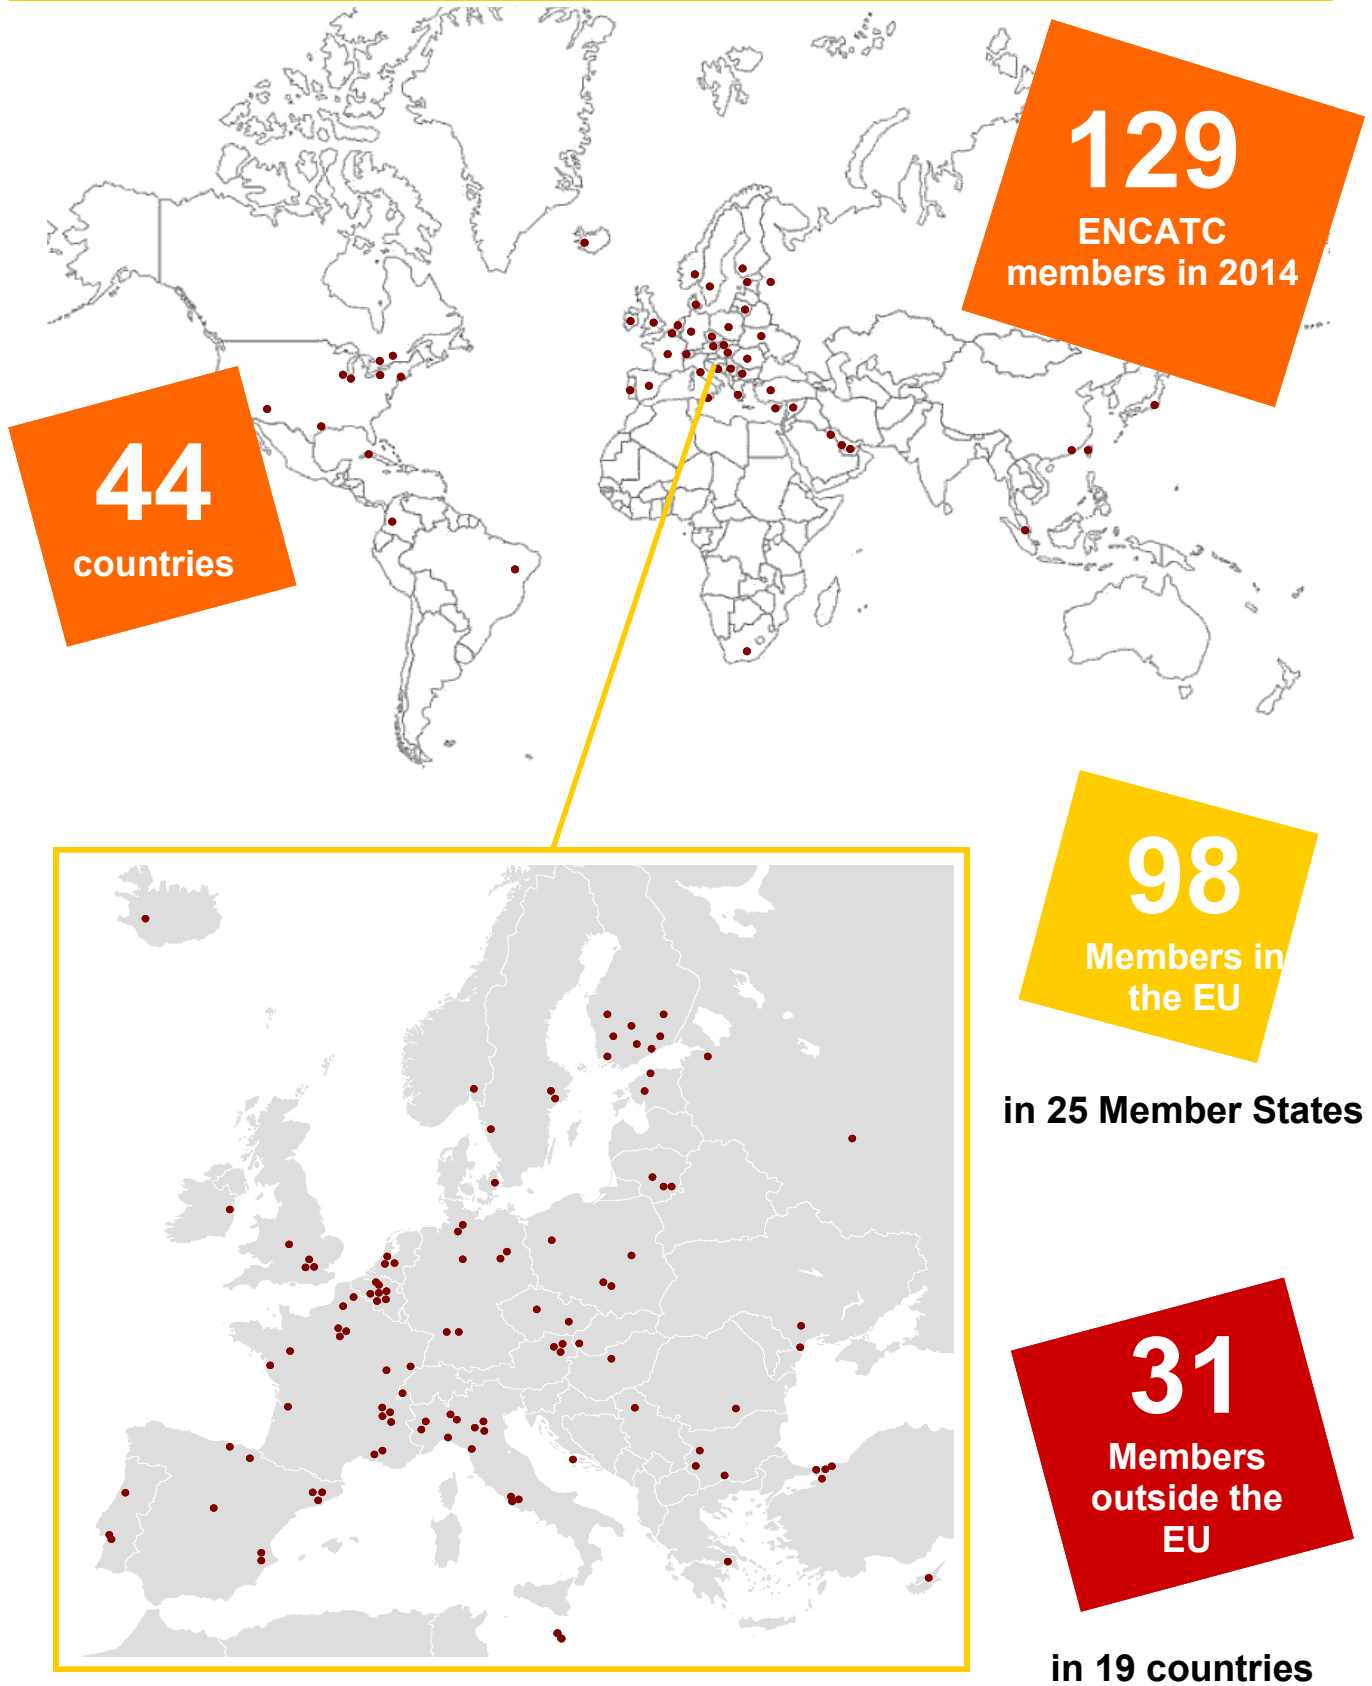 129
ENCATC
members in 2014
44
countries
98
Members in
the EU
in 25 Member States
31
Members
outside the
EU
in 19 countries